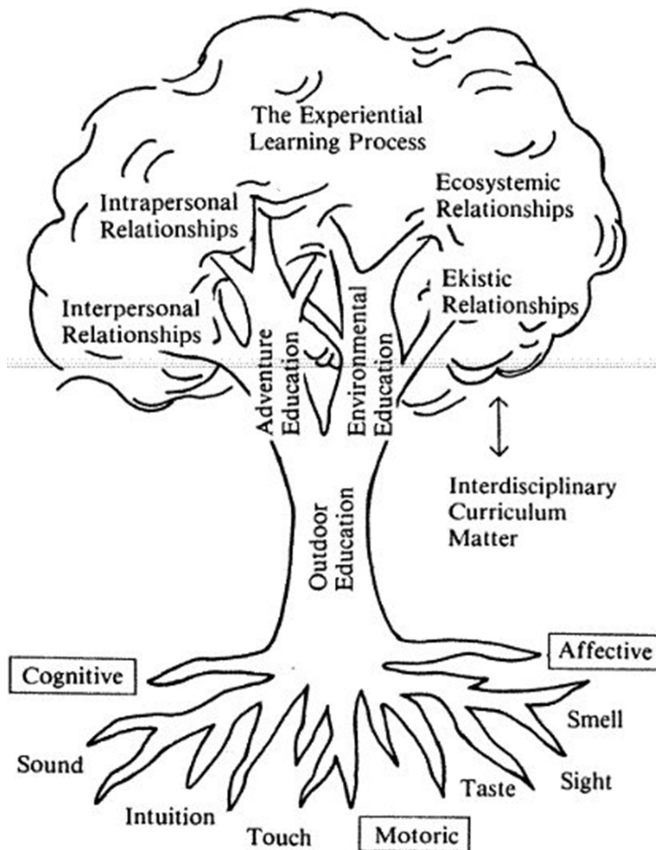 The Experiential
Learning Process
Intrapersonal
Relationships
Ecosystemic
Relationships
Interpersonal
Relationships
Ekistic
Relationships
Adventure
Education
Environmental
Education
Interdisciplinary
Curriculum
Matter
Outdoor
Education
Cognitive
Affective
Sound
Smell
Intuition
Taste
Sight
Touch
Motoric